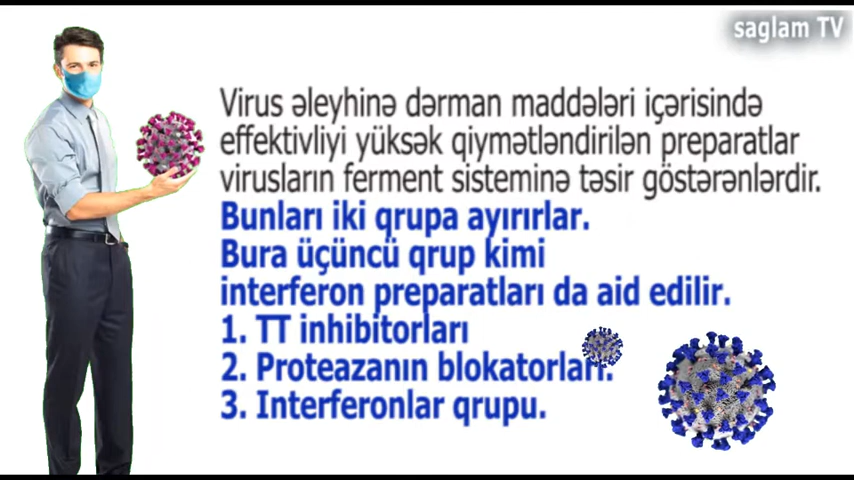 saglam TV
Virus əleyhinə dərman maddələri içərisində
effektivliyi yüksək qiymətləndirilən preparatlar
virusların ferment sisteminə təsir göstərənlərdir.
Bunları iki qrupa ayırırlar.
Bura üçüncü qrup kimi
interferon preparatları da aid edilir.
1. TT inhibitorları
2. Proteazanın blokatorları.
3. Interferonlar qrupu.